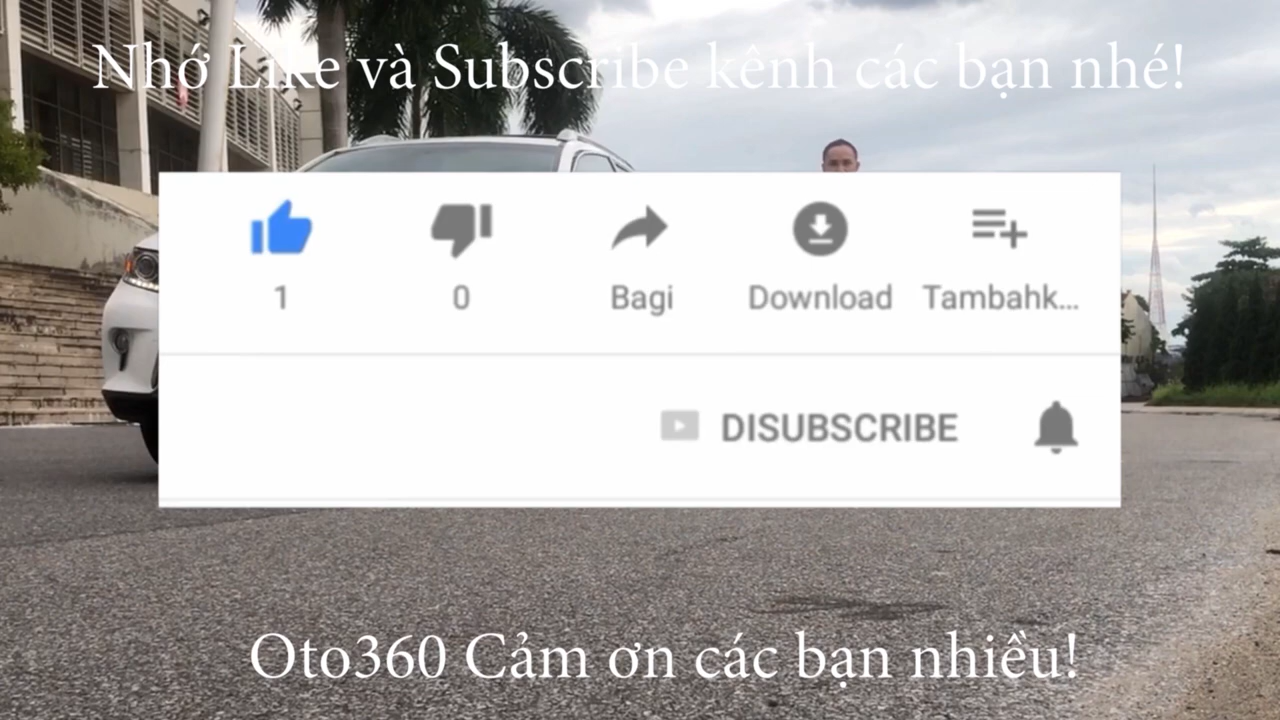 Nhớ Like và Subscribe kênh các bạn nhé!
1 0 Bagi Download Tambahk...
DISUBSCRIBE
Oto360 Cảm ơn các bạn nhiều!